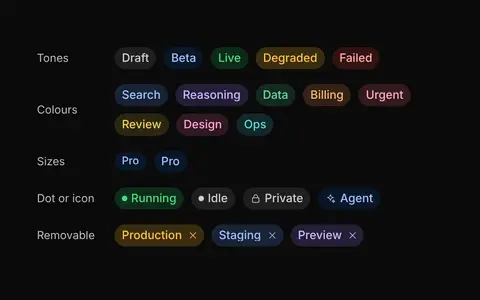 Tones Draft Beta Live Degraded Failed
Colours Search Reasoning Data Billing Urgent
Review Design Ops
Sizes Pro Pro
Dot or icon Running Idle Private Agent
Removable Production × Staging × Preview ×